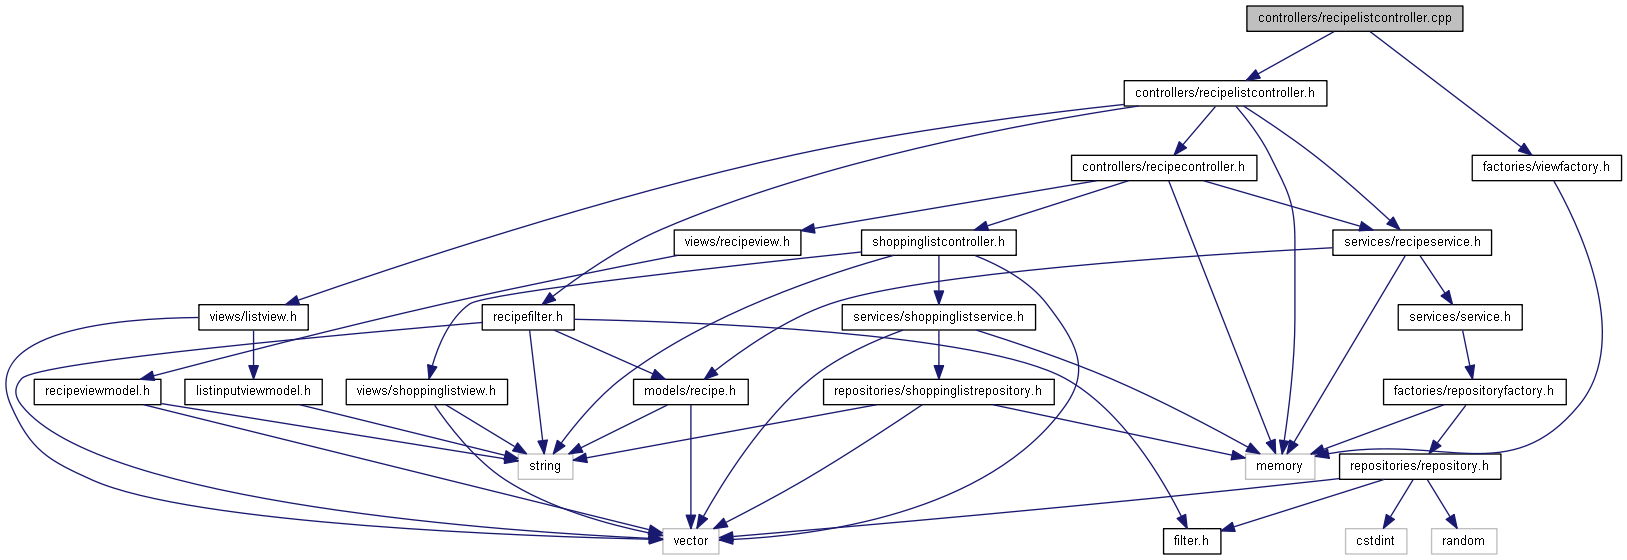 controllers/recipelistcontroller.cpp
controllers/recipelistcontroller.h
controllers/recipecontroller.h
factories/viewfactory.h
views/recipeview.h
shoppinglistcontroller.h
services/recipeservice.h
views/listview.h
recipefilter.h
services/shoppinglistservice.h
services/service.h
recipeviewmodel.h
listinputviewmodel.h
views/shoppinglistview.h
models/recipe.h
repositories/shoppinglistrepository.h
factories/repositoryfactory.h
string
memory
repositories/repository.h
vector
filter.h
cstdint
random